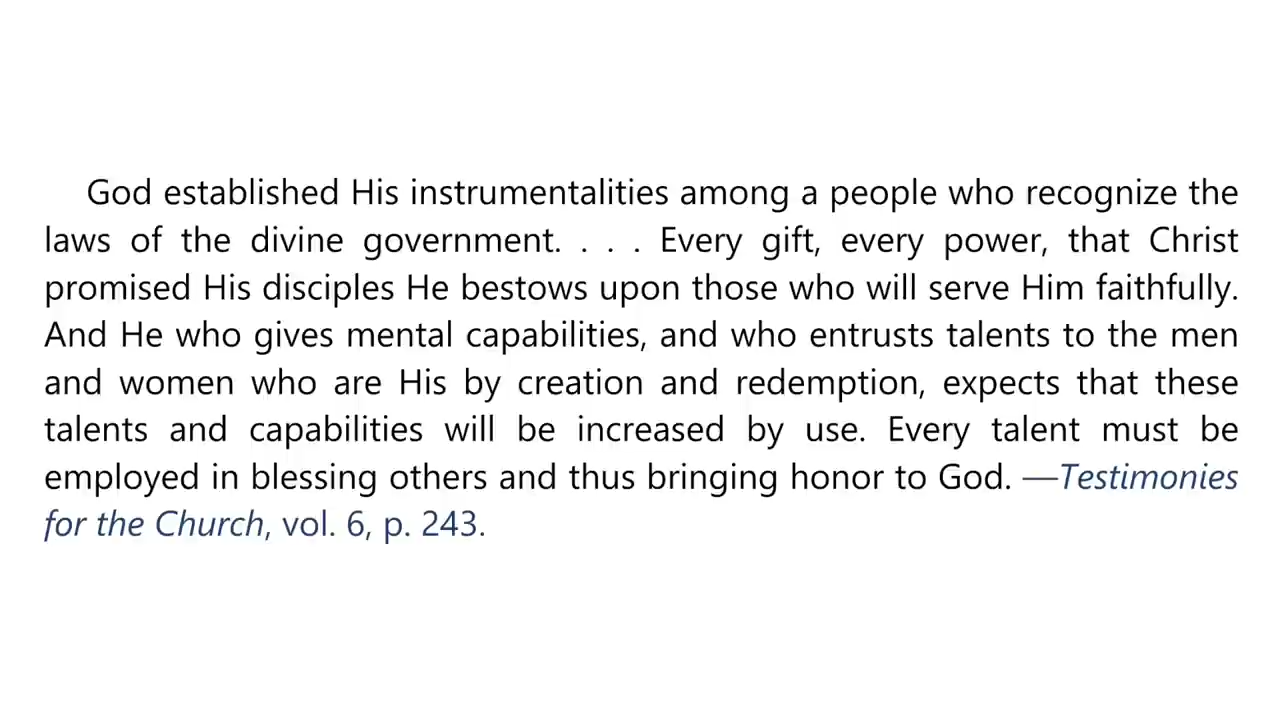 God established His instrumentalities among a people who recognize the
laws of the divine government. . . . Every gift, every power, that Christ
promised His disciples He bestows upon those who will serve Him faithfully.
And He who gives mental capabilities, and who entrusts talents to the men
and women who are His by creation and redemption, expects that these
talents and capabilities will be increased by use. Every talent must be
employed in blessing others and thus bringing honor to God. —Testimonies
for the Church, vol. 6, p. 243.